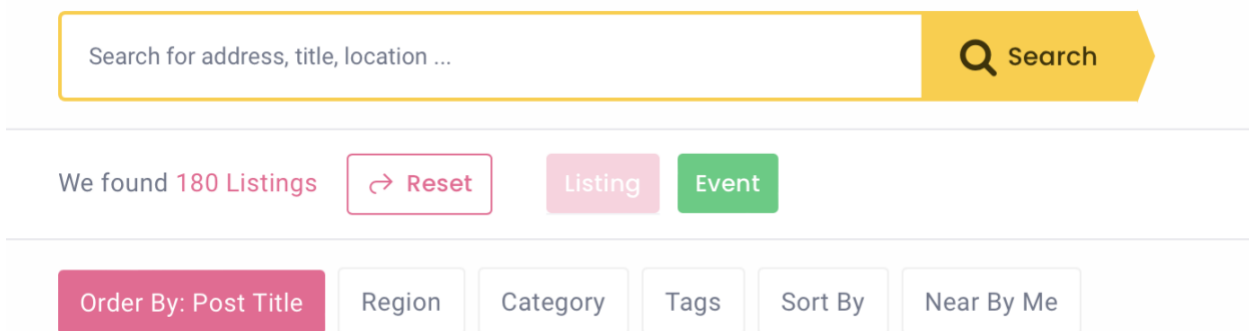 Search for address, title, location ...
Search
We found 180 Listings
Reset
Listing
Event
Order By: Post Title
Region
Category
Tags
Sort By
Near By Me